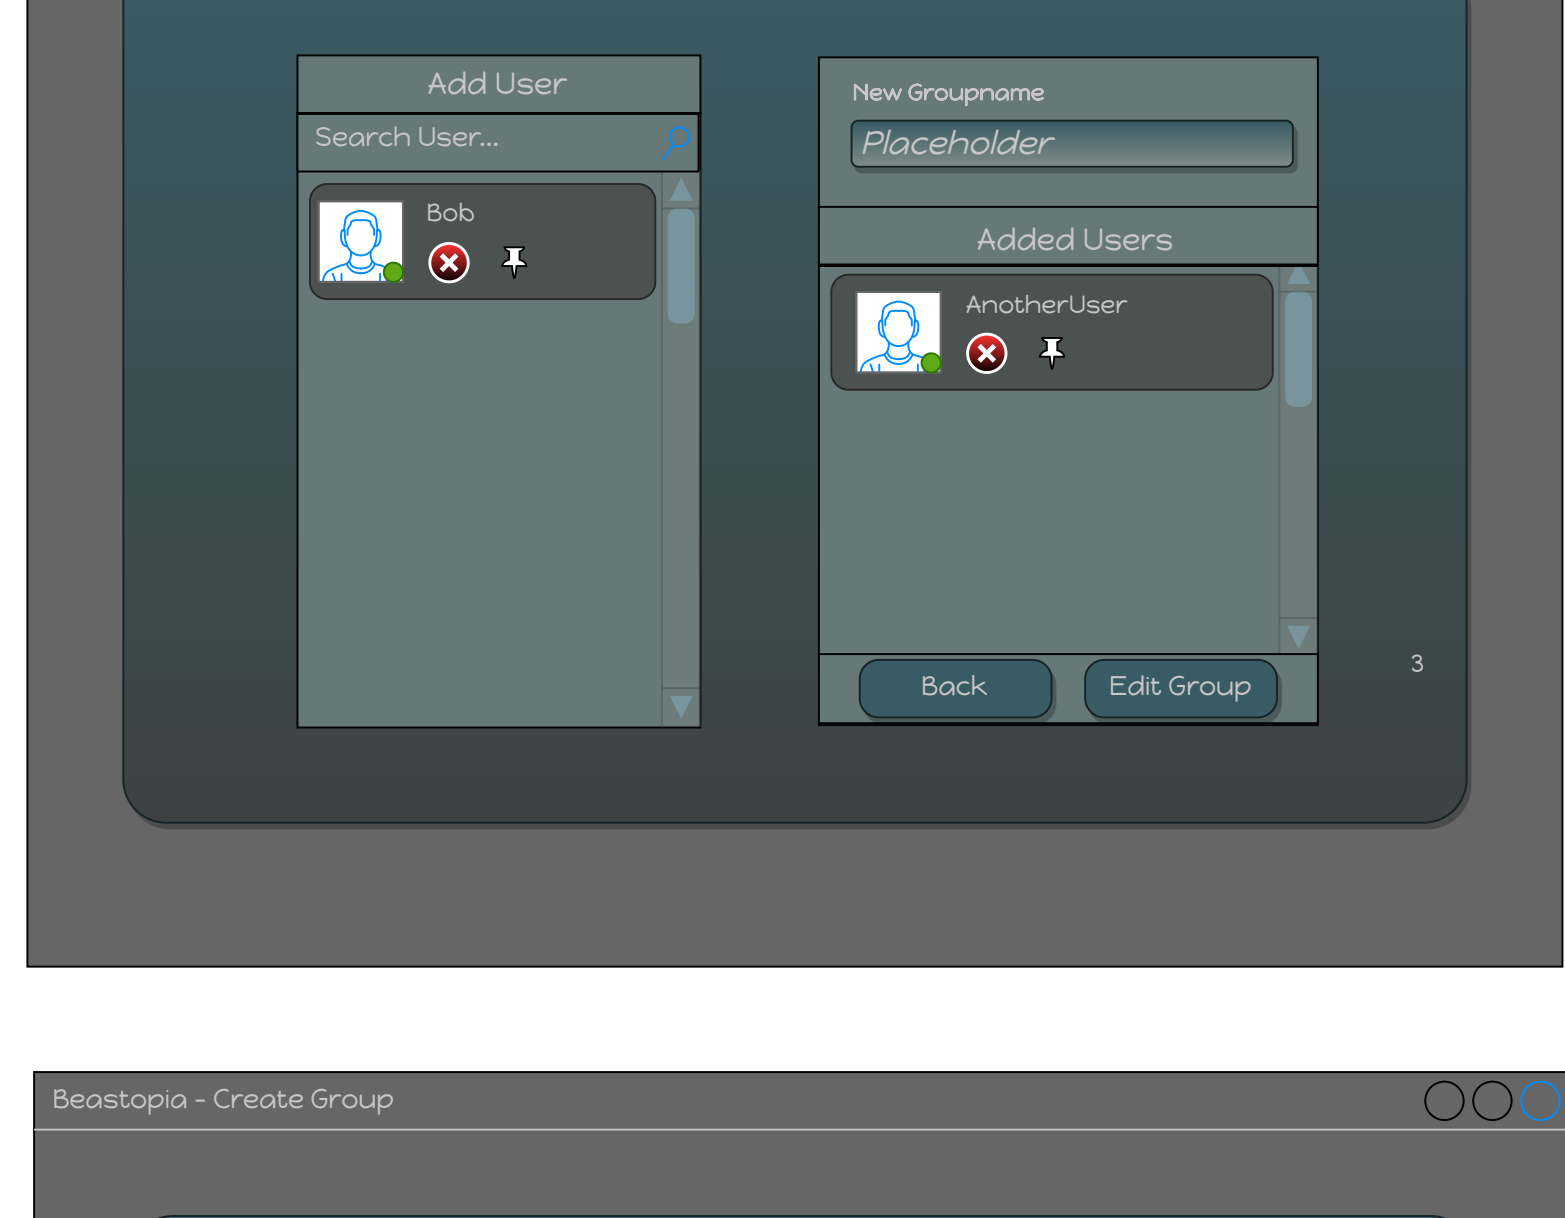 Add User
Search User...
Bob
New Groupname
Placeholder
Added Users
AnotherUser
Back
Edit Group
3
Beastopia - Create Group